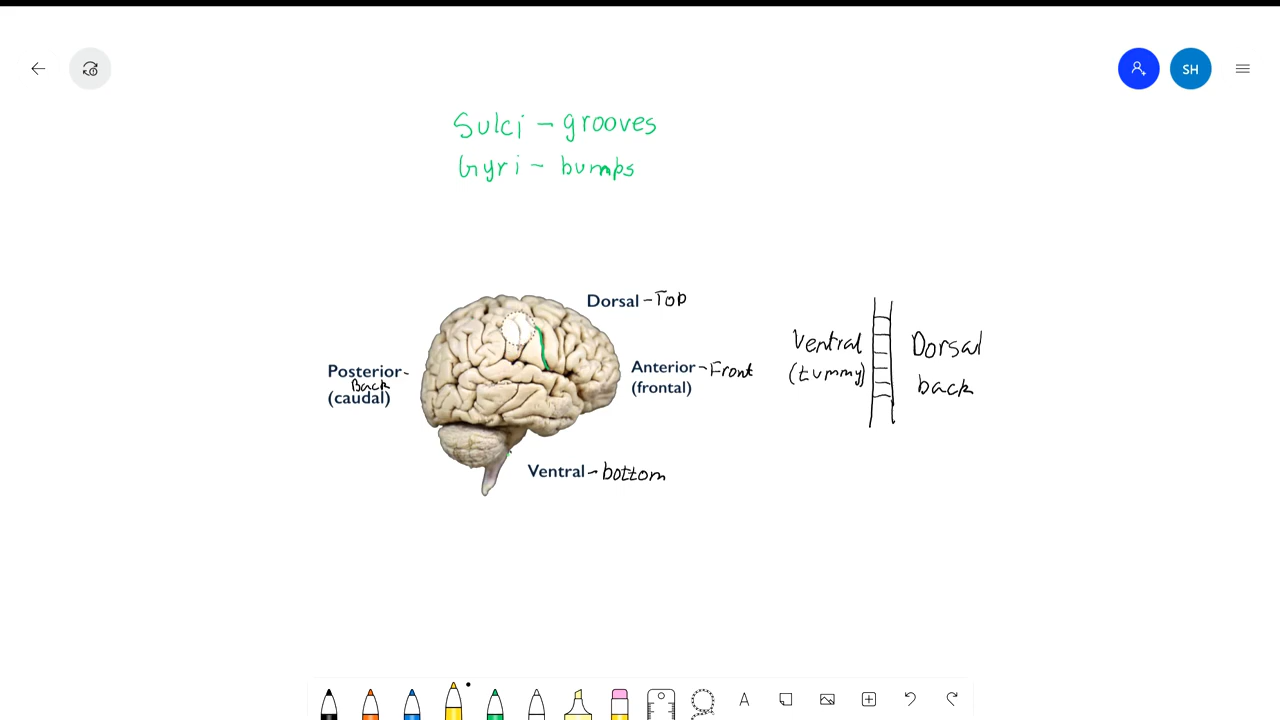 SH
Sulci - grooves
Gyri - bumps
Dorsal - Top
Posterior -
Back
(caudal)
Anterior - Front
(frontal)
Ventral - bottom
Ventral
(tummy)
Dorsal
back
A